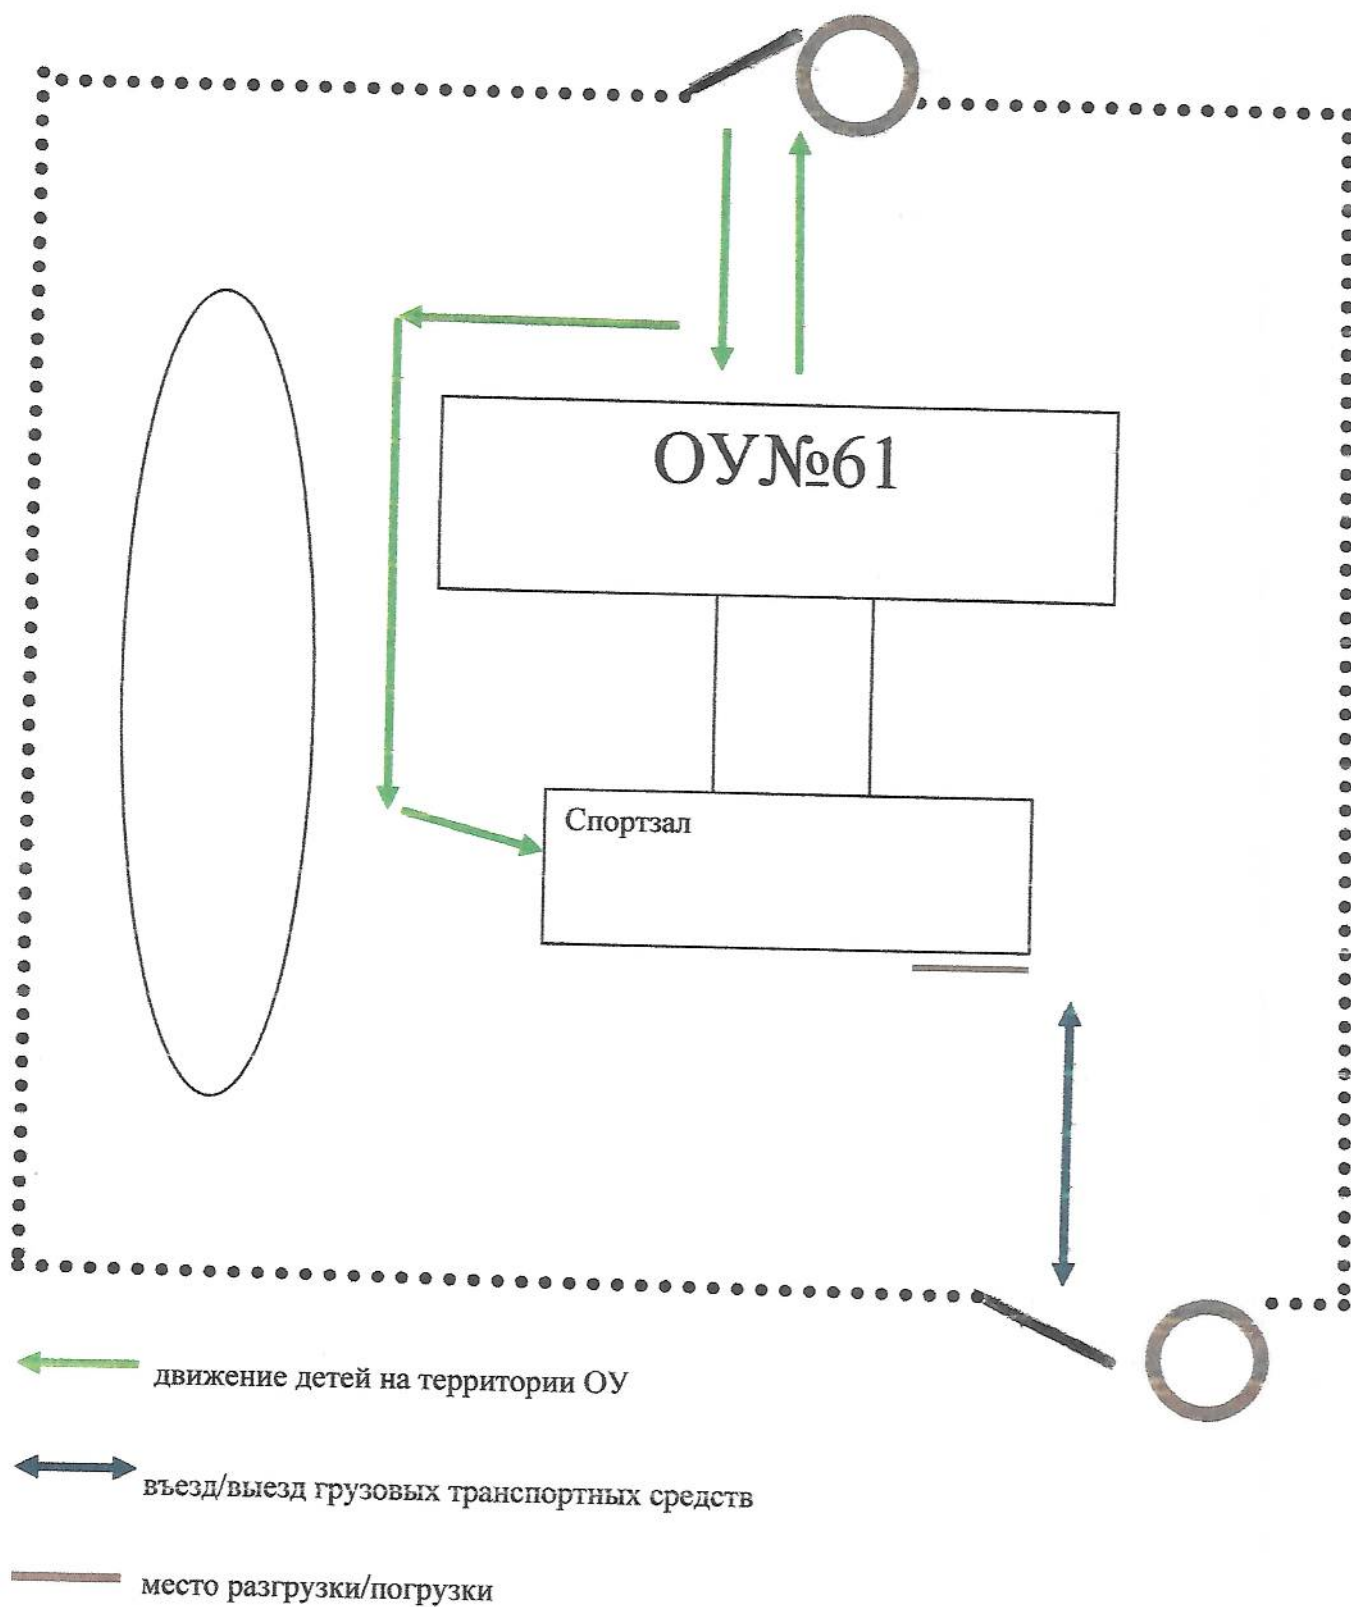 ОУ№61
Спортзал
движение детей на территории ОУ
въезд/выезд грузовых транспортных средств
место разгрузки/погрузки